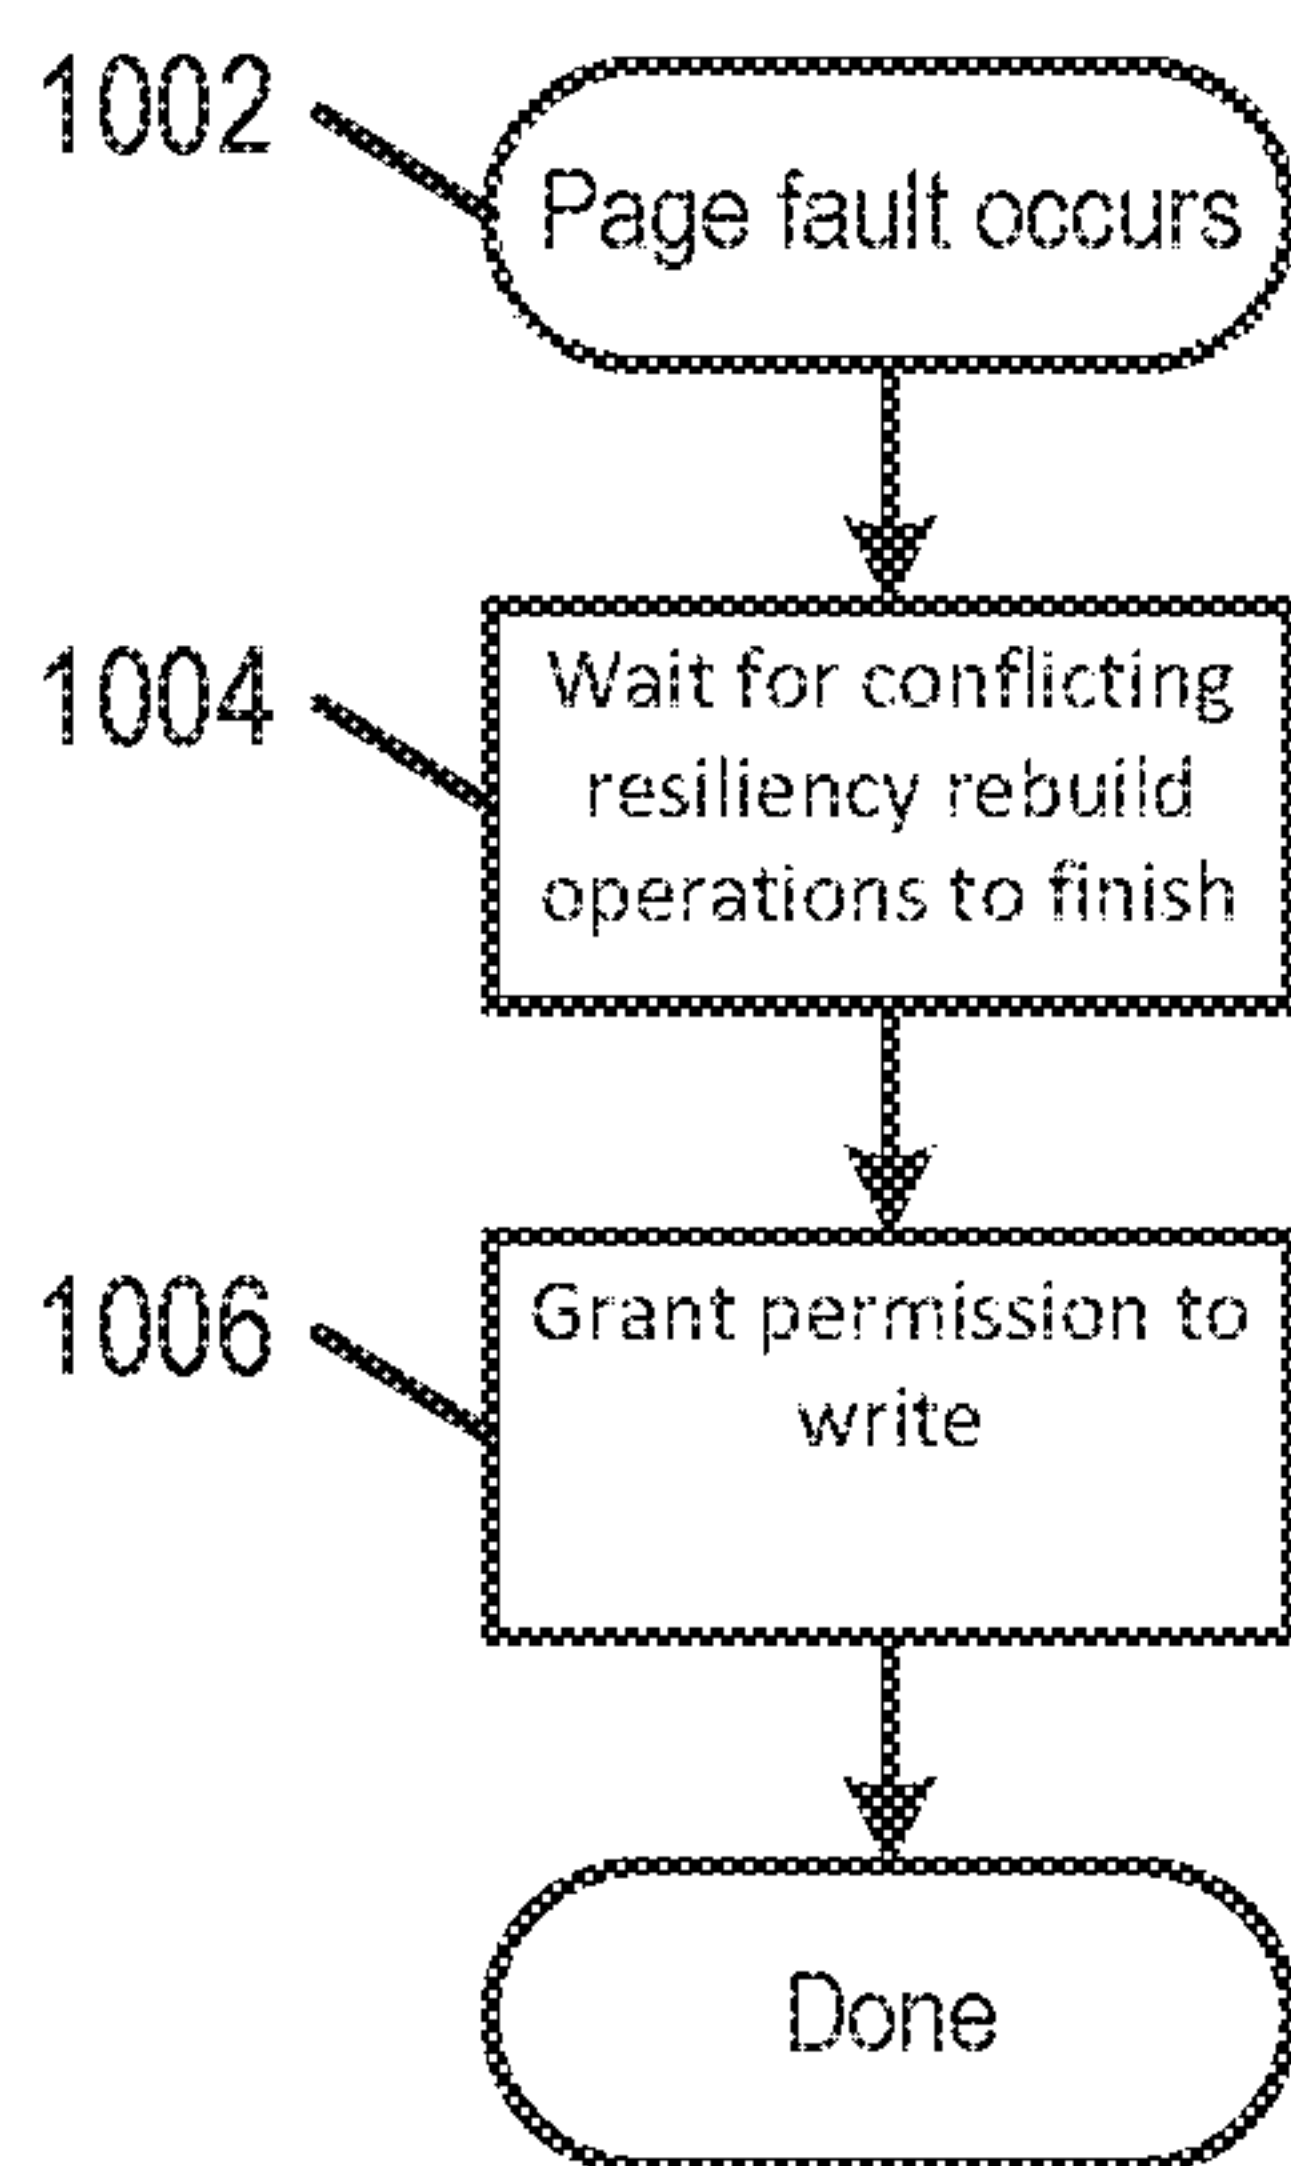 1002
Page fault occurs
1004
Wait for conflicting
resiliency rebuild
operations to finish
1006
Grant permission to
write
Done